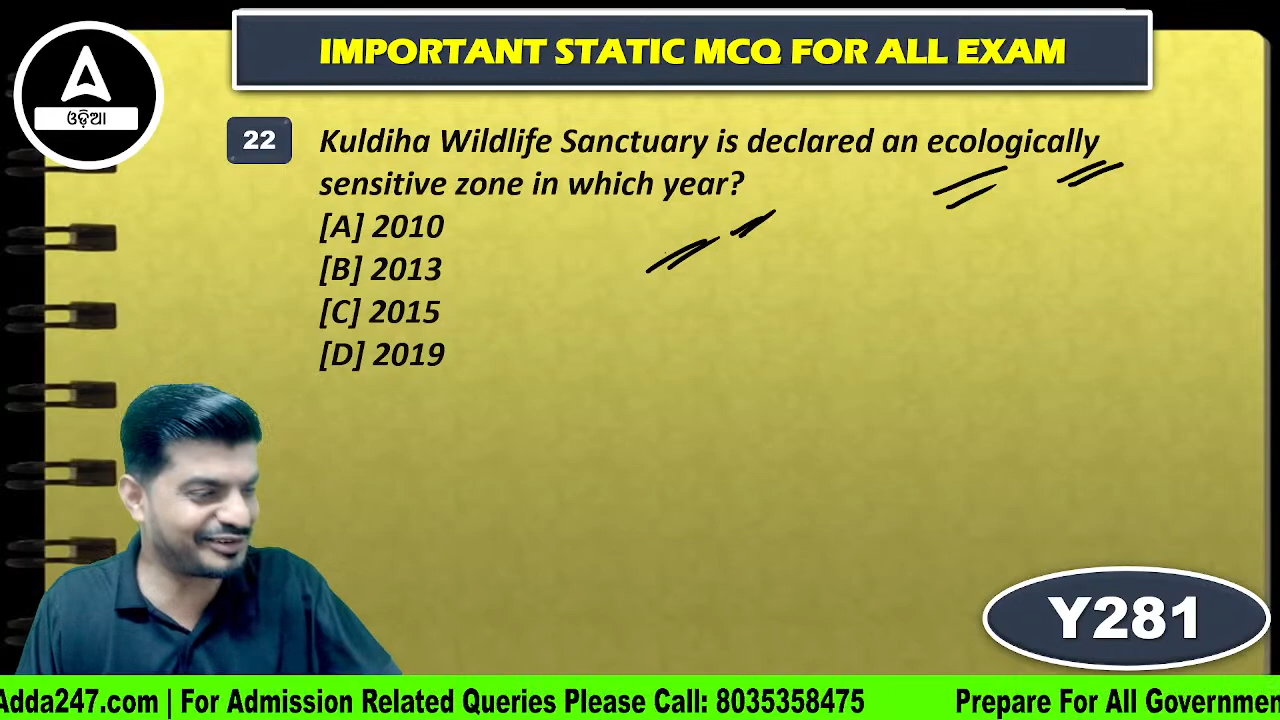 IMPORTANT STATIC MCQ FOR ALL EXAM
ଓଡ଼ିଆ
22
Kuldiha Wildlife Sanctuary is declared an ecologically
sensitive zone in which year?
[A] 2010
[B] 2013
[C] 2015
[D] 2019
Y281
Adda247.com | For Admission Related Queries Please Call: 8035358475 Prepare For All Governmen